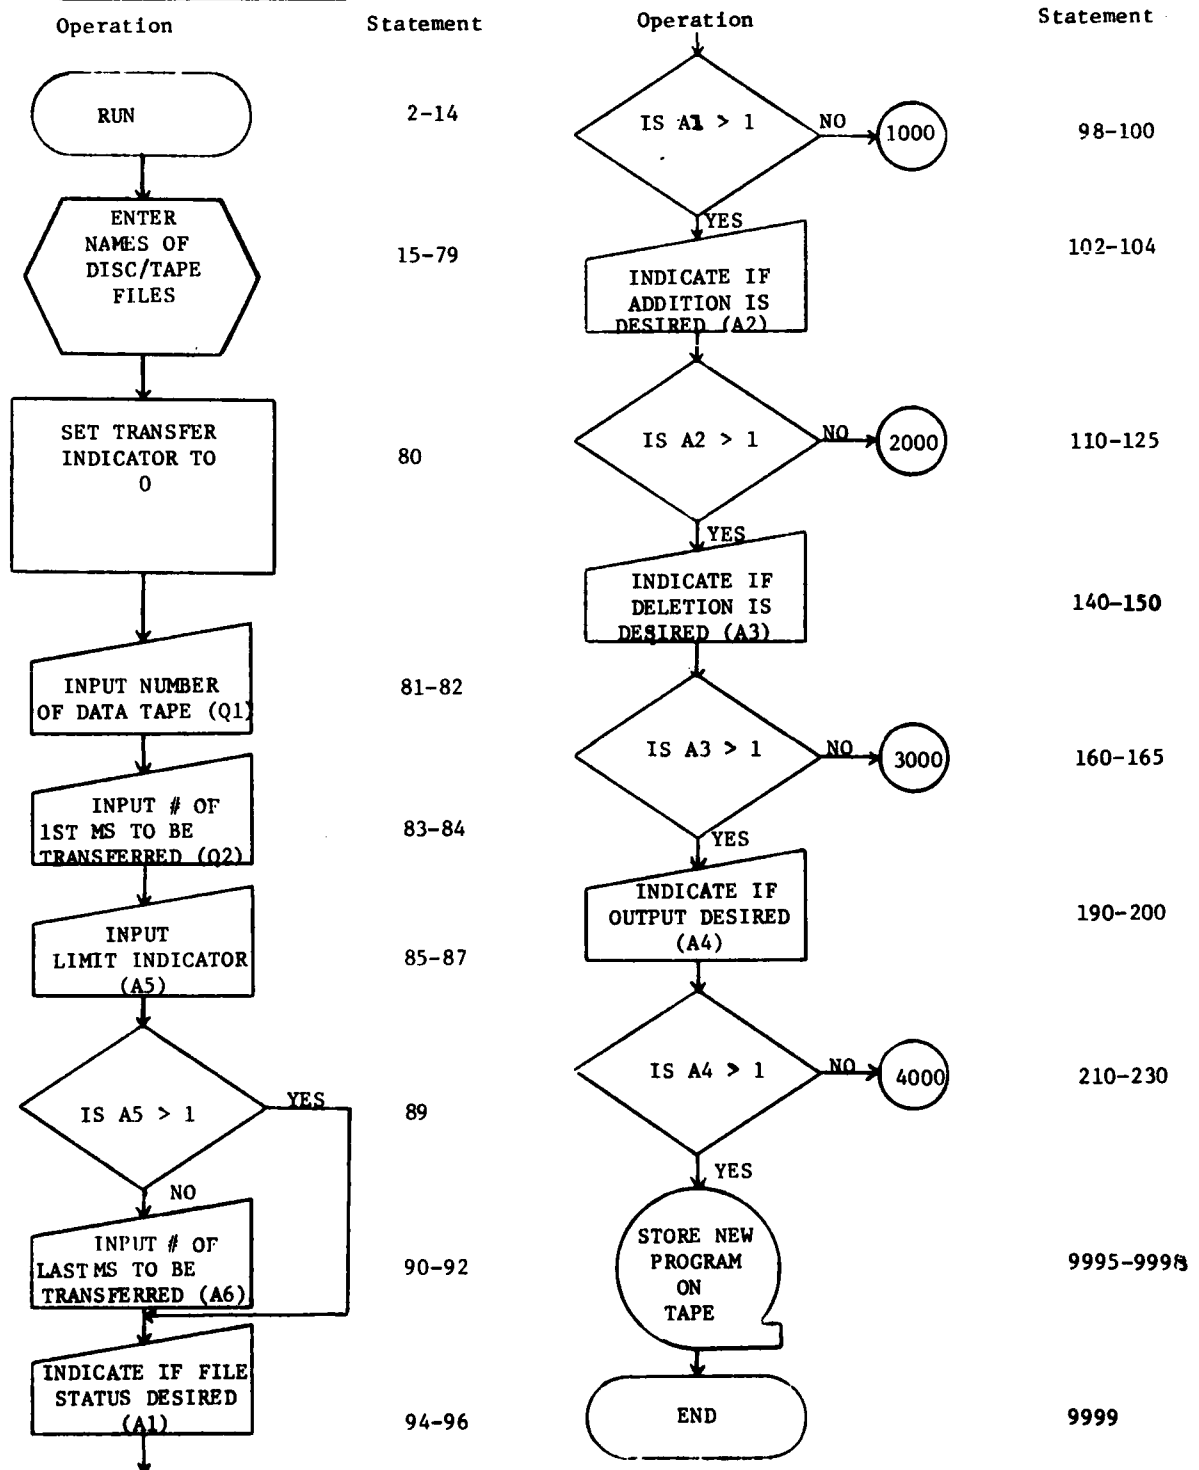 Operation Statement
RUN 2-14
ENTER
NAMES OF
DISC/TAPE
FILES
15-79
SET TRANSFER
INDICATOR TO
0
80
INPUT NUMBER
OF DATA TAPE (Q1)
81-82
INPUT # OF
1ST MS TO BE
TRANSFERRED (Q2)
83-84
INPUT
LIMIT INDICATOR
(A5)
85-87
IS A5 > 1
YES
89
NO
INPUT # OF
LAST MS TO BE
TRANSFERRED (A6)
90-92
INDICATE IF FILE
STATUS DESIRED
(A1)
94-96
Operation Statement
IS A1 > 1
NO
1000
98-100
YES
INDICATE IF
ADDITION IS
DESIRED (A2)
102-104
IS A2 > 1
NO
2000
110-125
YES
INDICATE IF
DELETION IS
DESIRED (A3)
140-150
IS A3 > 1
NO
3000
160-165
YES
INDICATE IF
OUTPUT DESIRED
(A4)
190-200
IS A4 > 1
NO
4000
210-230
YES
STORE NEW
PROGRAM
ON
TAPE
9995-9998
END
9999